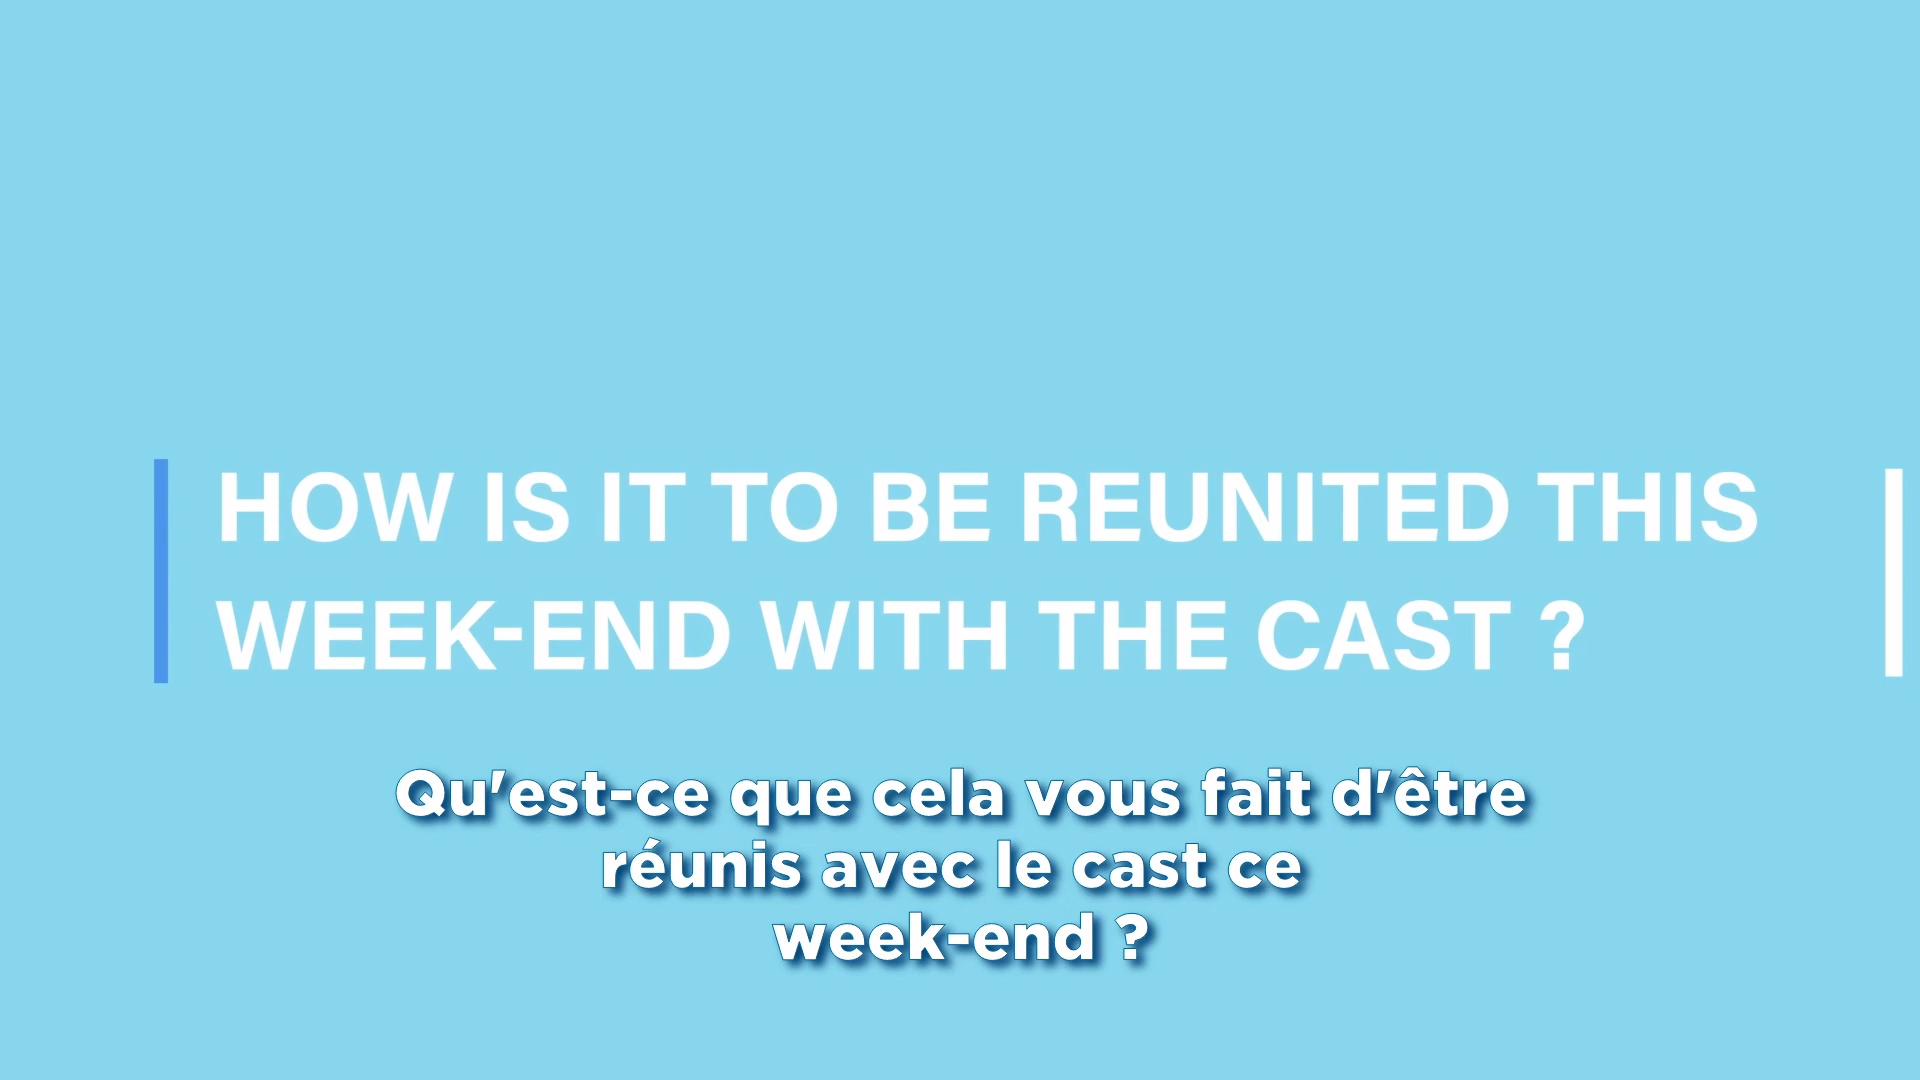 HOW IS IT TO BE REUNITED THIS
WEEK-END WITH THE CAST ?
Qu'est-ce que cela vous fait d'être
réunis avec le cast ce
week-end ?